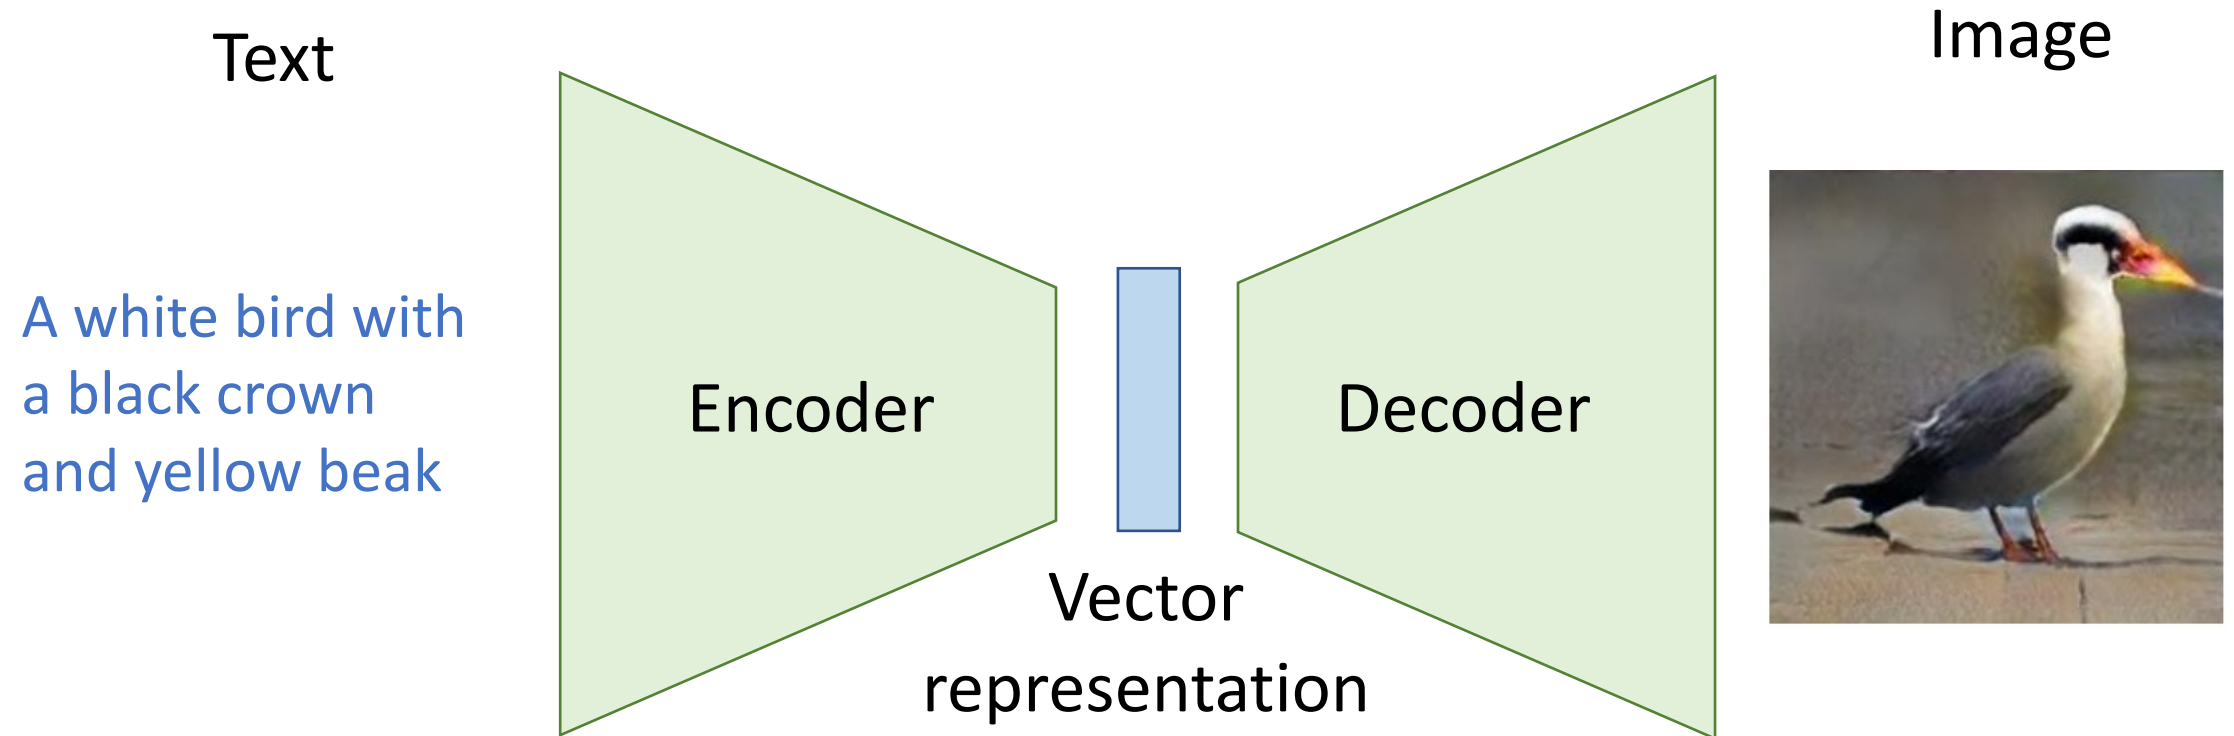 Text
A white bird with
a black crown
and yellow beak
Encoder
Vector
representation
Decoder
Image